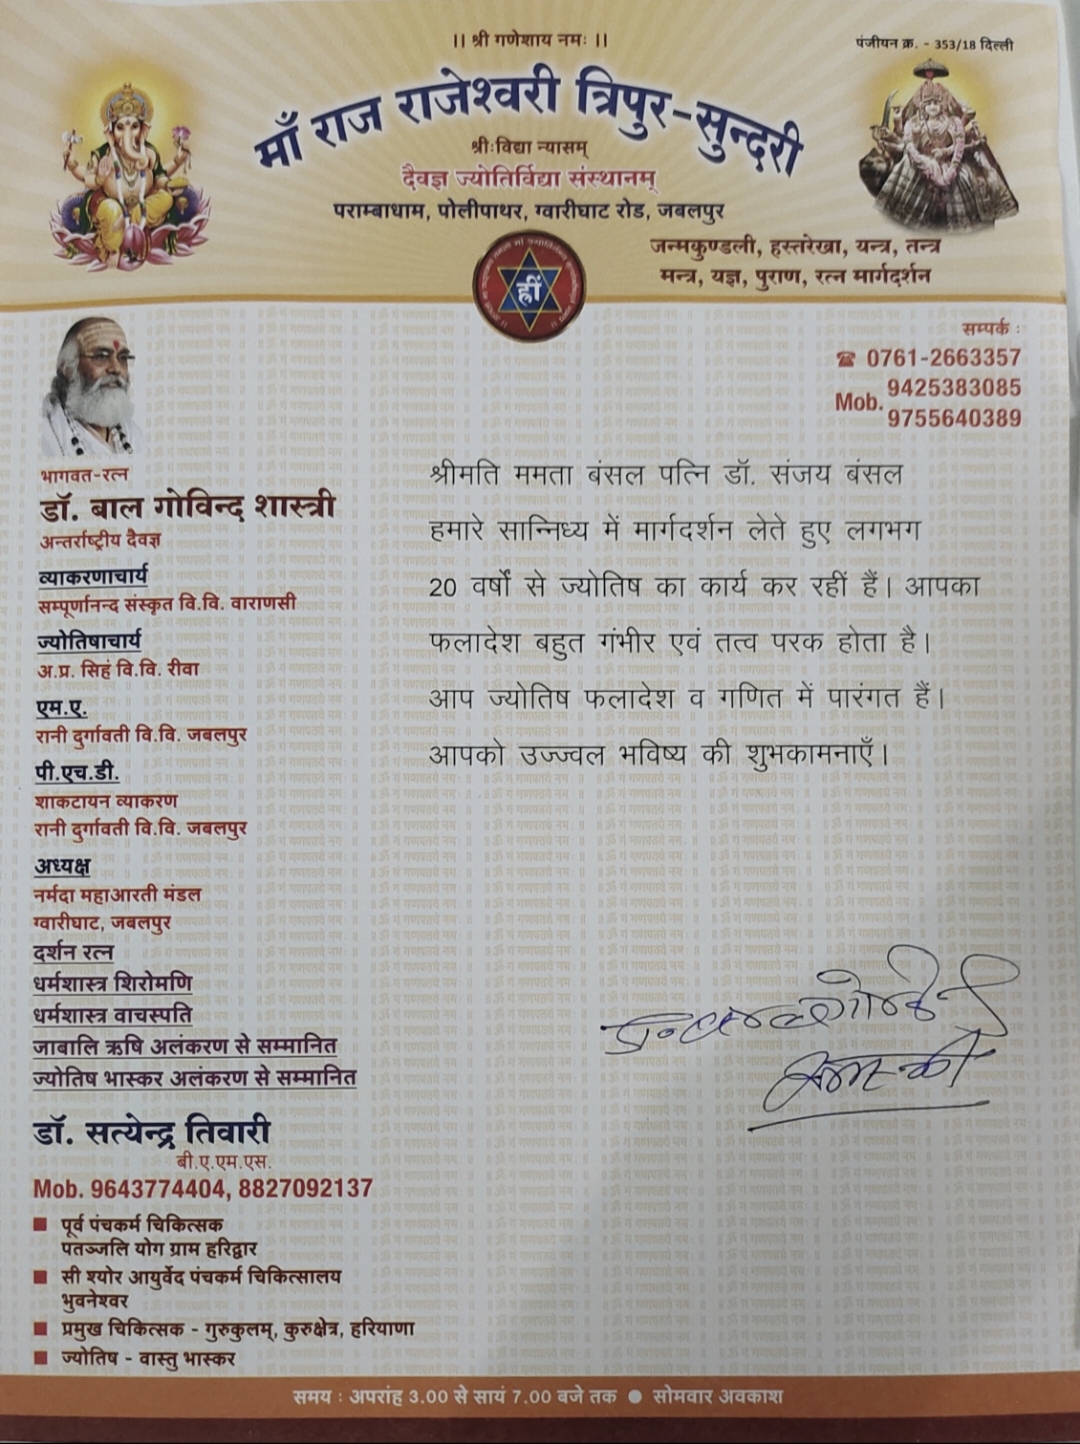 ।। श्री गणेशाय नमः ।।
पंजीयन क्र. - 353/18 दिल्ली
माँ राज राजेश्वरी त्रिपुर-सुन्दरी
श्रीःविद्या न्यासम्
दैवज्ञ ज्योतिर्विद्या संस्थानम्
पराम्बाधाम, पोलीपाथर, ग्वारीघाट रोड, जबलपुर
जन्मकुण्डली, हस्तरेखा, यन्त्र, तन्त्र
मन्त्र, यज्ञ, पुराण, रत्न मार्गदर्शन
ह्रीं
सम्पर्क :
☎ 0761-2663357
Mob. 9425383085
9755640389
भागवत-रत्न
डॉ. बाल गोविन्द शास्त्री
अन्तर्राष्ट्रीय दैवज्ञ
व्याकरणाचार्य
सम्पूर्णानन्द संस्कृत वि.वि. वाराणसी
ज्योतिषाचार्य
अ.प्र. सिहं वि.वि. रीवा
एम.ए.
रानी दुर्गावती वि.वि. जबलपुर
पी.एच.डी.
शाकटायन व्याकरण
रानी दुर्गावती वि.वि. जबलपुर
अध्यक्ष
नर्मदा महाआरती मंडल
ग्वारीघाट, जबलपुर
दर्शन रत्न
धर्मशास्त्र शिरोमणि
धर्मशास्त्र वाचस्पति
जाबालि ऋषि अलंकरण से सम्मानित
ज्योतिष भास्कर अलंकरण से सम्मानित
डॉ. सत्येन्द्र तिवारी
बी.ए.एम.एस.
Mob. 9643774404, 8827092137
पूर्व पंचकर्म चिकित्सक
पतञ्जलि योग ग्राम हरिद्वार
सी श्योर आयुर्वेद पंचकर्म चिकित्सालय
भुवनेश्वर
प्रमुख चिकित्सक - गुरुकुलम्, कुरुक्षेत्र, हरियाणा
ज्योतिष - वास्तु भास्कर
श्रीमति ममता बंसल पत्नि डॉ. संजय बंसल
हमारे सान्निध्य में मार्गदर्शन लेते हुए लगभग
20 वर्षों से ज्योतिष का कार्य कर रहीं हैं। आपका
फलादेश बहुत गंभीर एवं तत्व परक होता है।
आप ज्योतिष फलादेश व गणित में पारंगत हैं।
आपको उज्ज्वल भविष्य की शुभकामनाएँ।
समय : अपरांह 3.00 से सायं 7.00 बजे तक ● सोमवार अवकाश